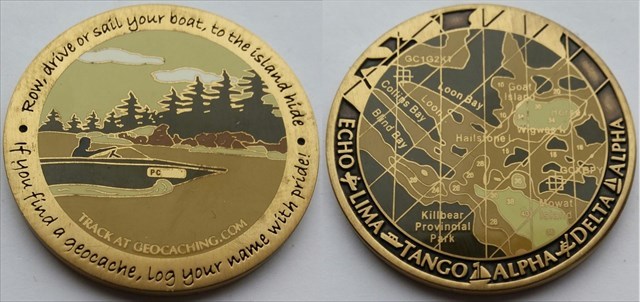 Row, drive or sail your boat, to the island hide
If you find a geocache, log your name with pride!
PC
TRACK AT GEOCACHING.COM
GC1G2KT
Loon Bay
Goat
Island
Collins Bay
Loon
Blind Bay
Hailstone
Mowat
Island
Killbear
Provincial
Park
ECHO LIMA TANGO ALPHA DELTA ALPHA